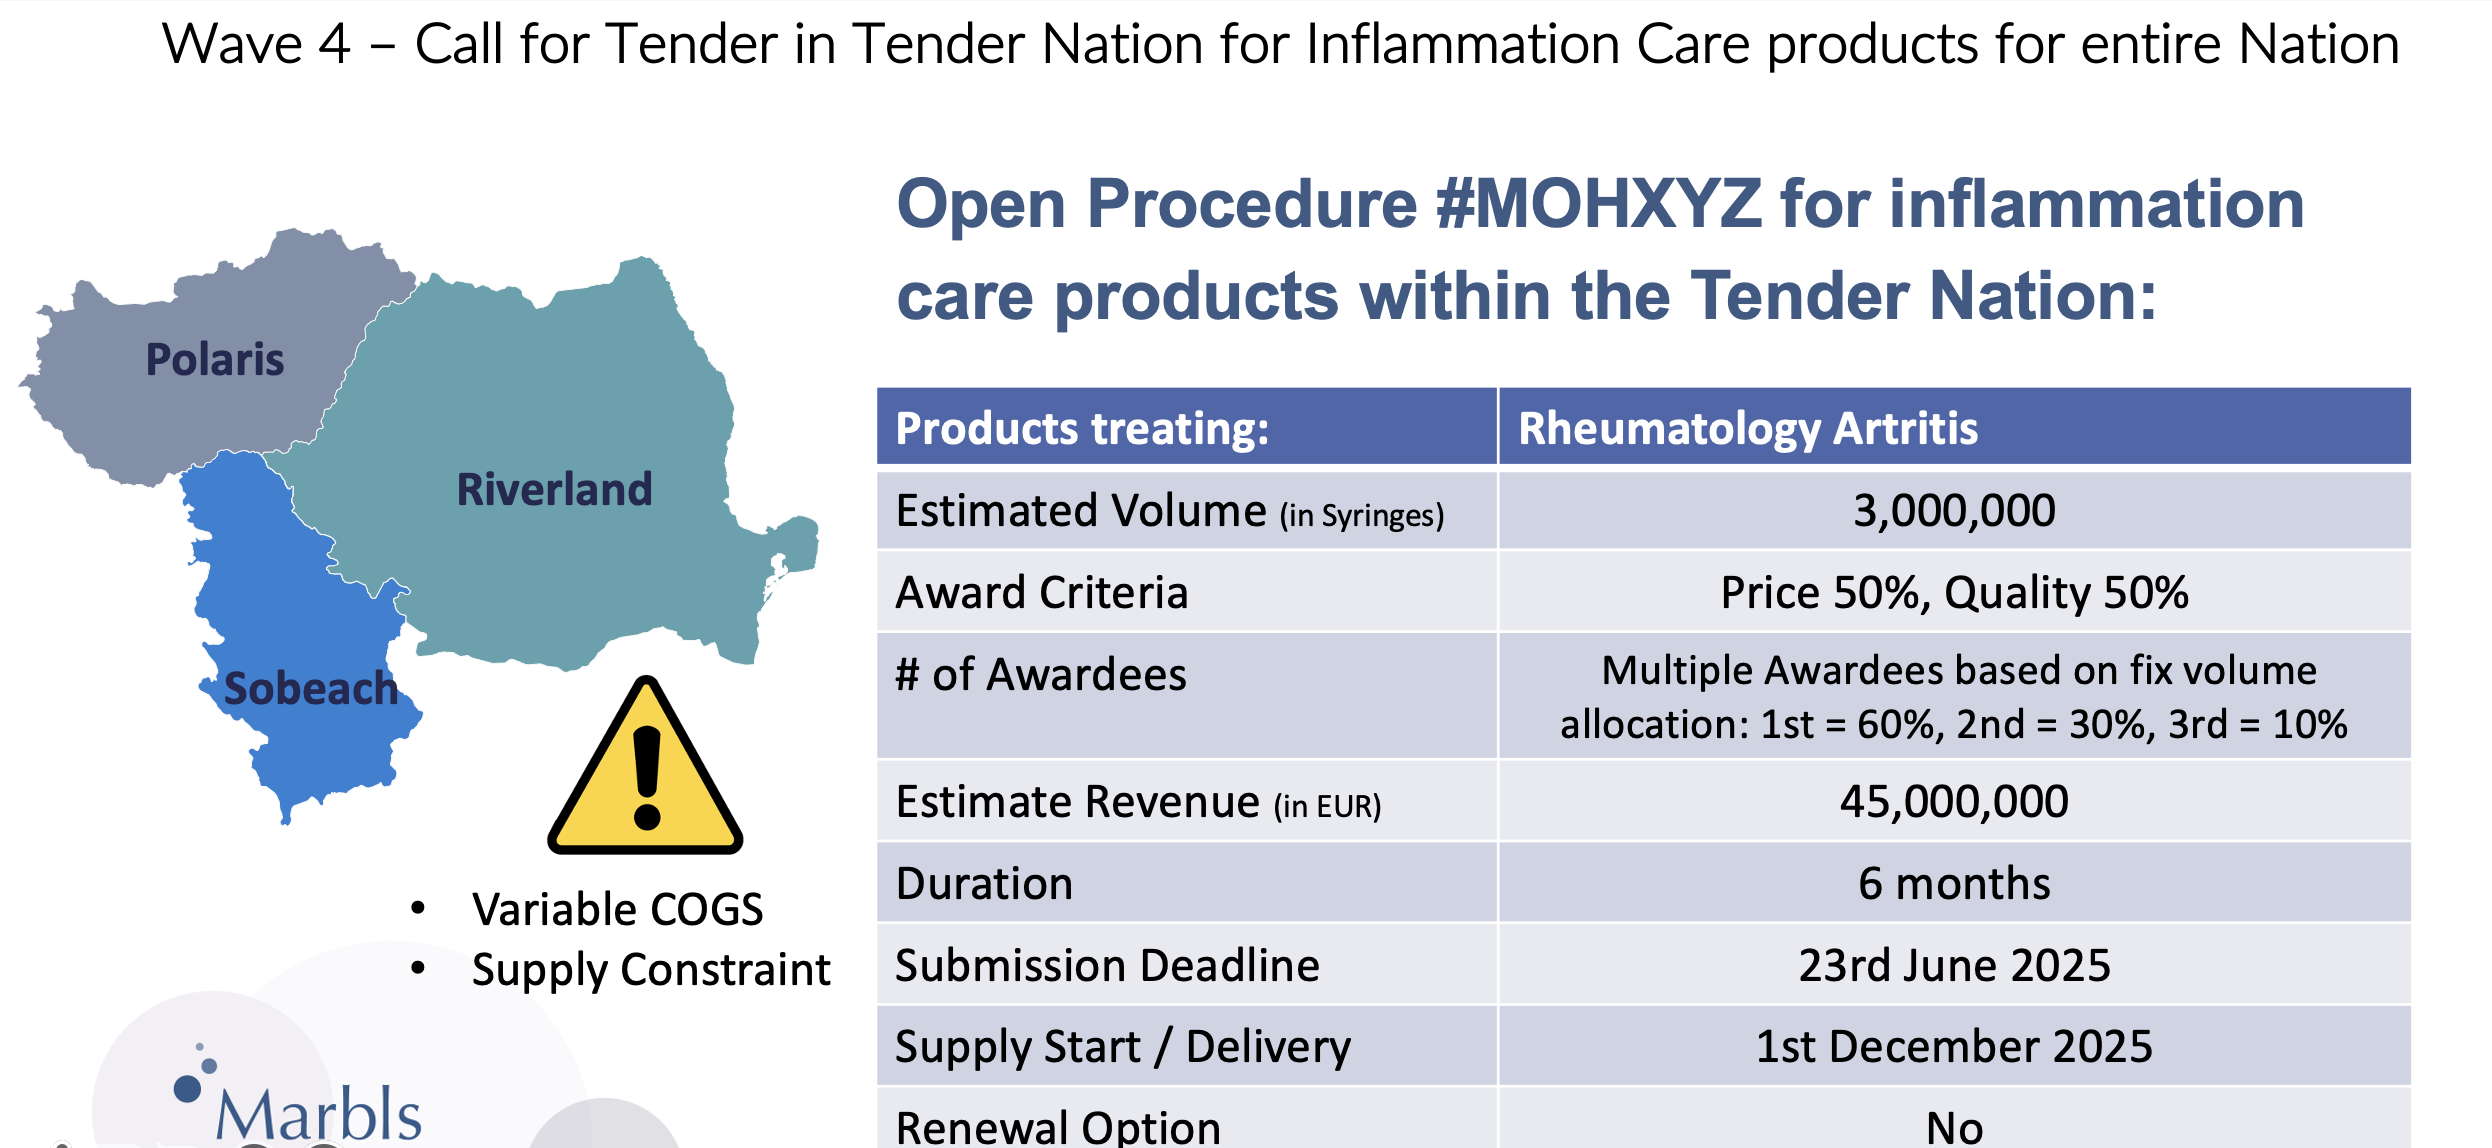 Wave 4 – Call for Tender in Tender Nation for Inflammation Care products for entire Nation
Open Procedure #MOHXYZ for inflammation
care products within the Tender Nation:
Polaris
Riverland
Sobeach
• Variable COGS
• Supply Constraint
Products treating: Rheumatology Artritis
Estimated Volume (in Syringes) 3,000,000
Award Criteria Price 50%, Quality 50%
# of Awardees Multiple Awardees based on fix volume
allocation: 1st = 60%, 2nd = 30%, 3rd = 10%
Estimate Revenue (in EUR) 45,000,000
Duration 6 months
Submission Deadline 23rd June 2025
Supply Start / Delivery 1st December 2025
Renewal Option No
Marbls